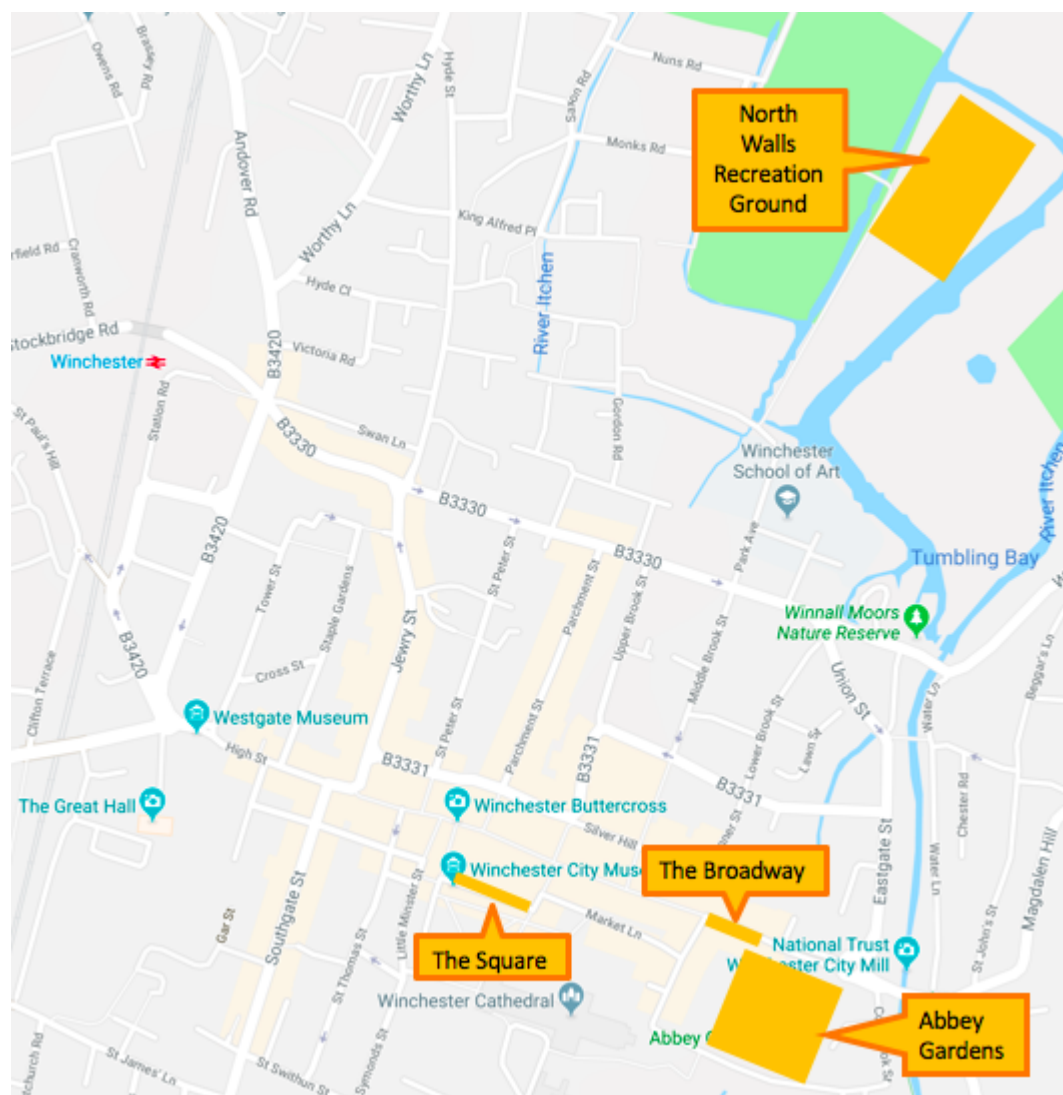 Owens Rd
Brassey Rd
Andover Rd
Worthy Ln
Hyde St
Saxon Rd
Nuns Rd
Monks Rd
North
Walls
Recreation
Ground
King Alfred Pl
Worthy Ln
Cranworth Rd
Hyde Cl
River Itchen
Stockbridge Rd
Winchester
Victoria Rd
B3420
Station Rd
St Paul's Hill
Swan Ln
B3330
Gordon Rd
Winchester
School of Art
River Itchen
B3330
B3420
St Peter St
B3330
Park Ave
Tumbling Bay
Tower St
Staple Gardens
Jewry St
Parchment St
Upper Brook St
Winnall Moors
Nature Reserve
B3420
Cross St
Middle Brook St
Union St
Beggar's Ln
Clifton Terrace
Westgate Museum
St Peter St
Parchment St
Lower Brook St
Lawn St
Water Ln
High St
B3331
B3331
B3331
The Great Hall
Winchester Buttercross
Silver Hill
Chester Rd
Eastgate St
Water Ln
Magdalen Hill
Winchester City Muse
The Broadway
Gar St
Southgate St
Little Minster St
Market Ln
St Thomas St
The Square
National Trust
Winchester City Mill
St John's St
Winchester Cathedral
Abbey
Abbey
Gardens
St James' Ln
St Swithun St
Symonds St